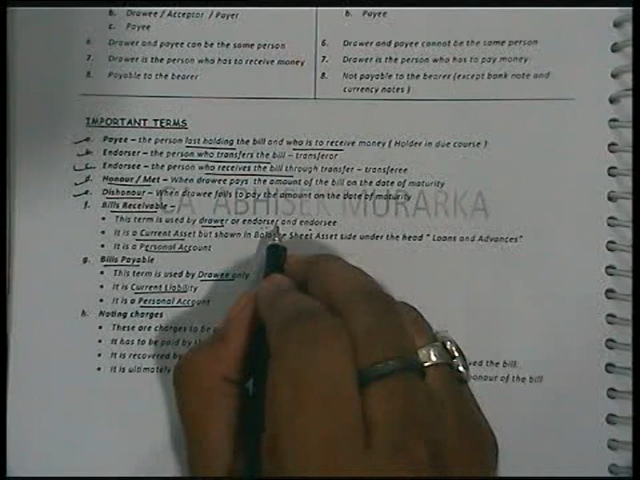 b. Drawee / Acceptor / Payer
c. Payee
6. Drawer and payee can be the same person
7. Drawer is the person who has to receive money
8. Payable to the bearer
b. Payee
6. Drawer and payee cannot be the same person
7. Drawer is the person who has to pay money
8. Not payable to the bearer (except bank note and
currency notes )
IMPORTANT TERMS
a. Payee – the person last holding the bill and who is to receive money ( Holder in due course )
b. Endorser – the person who transfers the bill – transferor
c. Endorsee – the person who receives the bill through transfer – transferee
d. Honour / Met – When drawee pays the amount of the bill on the date of maturity
e. Dishonour – When drawee fails to pay the amount on the date of maturity
CA ABHISEK MURARKA
f. Bills Receivable –
• This term is used by drawer or endorser and endorsee
• It is a Current Asset but shown in Balance Sheet Asset side under the head " Loans and Advances"
• It is a Personal Account
g. Bills Payable
• This term is used by Drawee only
• It is Current Liability
• It is a Personal Account
h. Noting charges
• These are charges to be
• It has to be paid by th
• It is recovered by ved the bill.
• It is ultimately onour of the bill